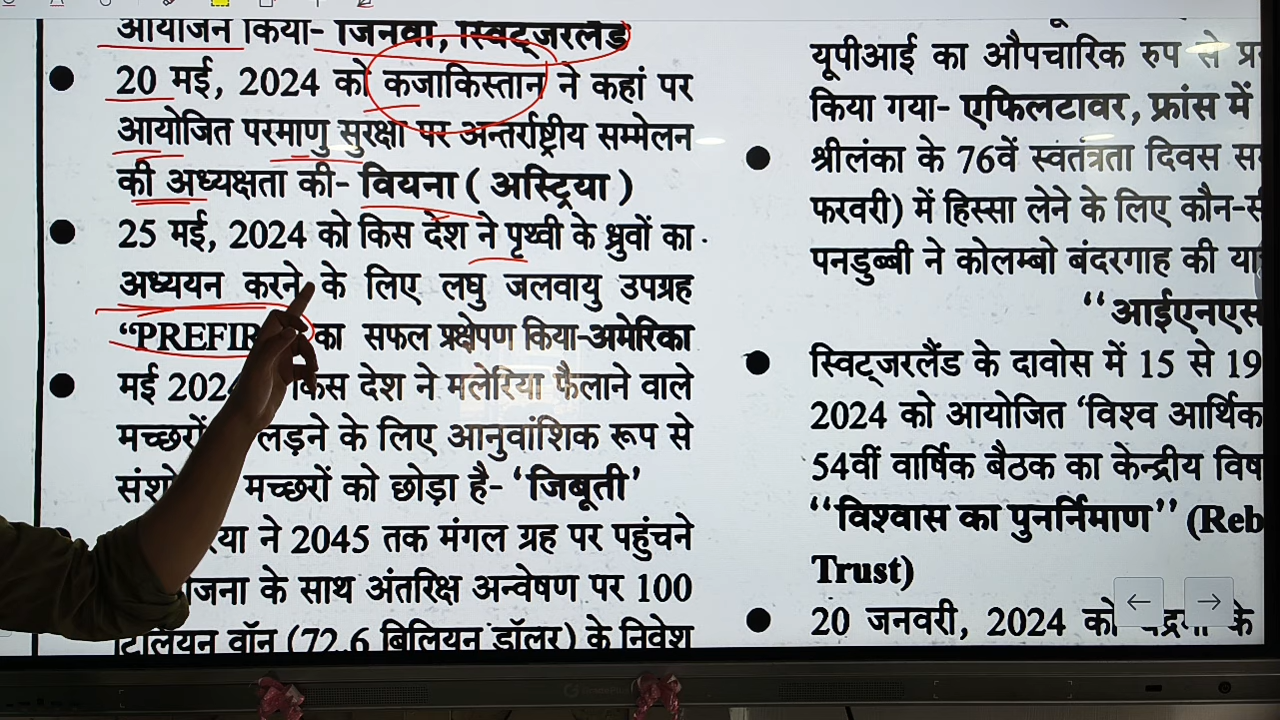 आयोजन किया- जिनेवा, स्विट्जरलैंड
20 मई, 2024 को कजाकिस्तान ने कहां पर
आयोजित परमाणु सुरक्षा पर अन्तर्राष्ट्रीय सम्मेलन
की अध्यक्षता की- वियना ( अस्ट्रिया )
25 मई, 2024 को किस देश ने पृथ्वी के ध्रुवों का
अध्ययन करने के लिए लघु जलवायु उपग्रह
“PREFIR का सफल प्रक्षेपण किया-अमेरिका
मई 2024 किस देश ने मलेरिया फैलाने वाले
मच्छरों लड़ने के लिए आनुवांशिक रूप से
संशो मच्छरों को छोड़ा है- ‘जिबूती’
रिया ने 2045 तक मंगल ग्रह पर पहुंचने
जना के साथ अंतरिक्ष अन्वेषण पर 100
ट्रिलियन वॉन (72.6 बिलियन डॉलर) के निवेश
यूपीआई का औपचारिक रुप से प्र
किया गया- एफिलटावर, फ्रांस में
श्रीलंका के 76वें स्वतंत्रता दिवस स
फरवरी) में हिस्सा लेने के लिए कौन-स
पनडुब्बी ने कोलम्बो बंदरगाह की या
“आईएनएस
स्विट्जरलैंड के दावोस में 15 से 19
2024 को आयोजित ‘विश्व आर्थिक
54वीं वार्षिक बैठक का केन्द्रीय विष
“विश्वास का पुनर्निमाण” (Reb
Trust)
20 जनवरी, 2024 को के